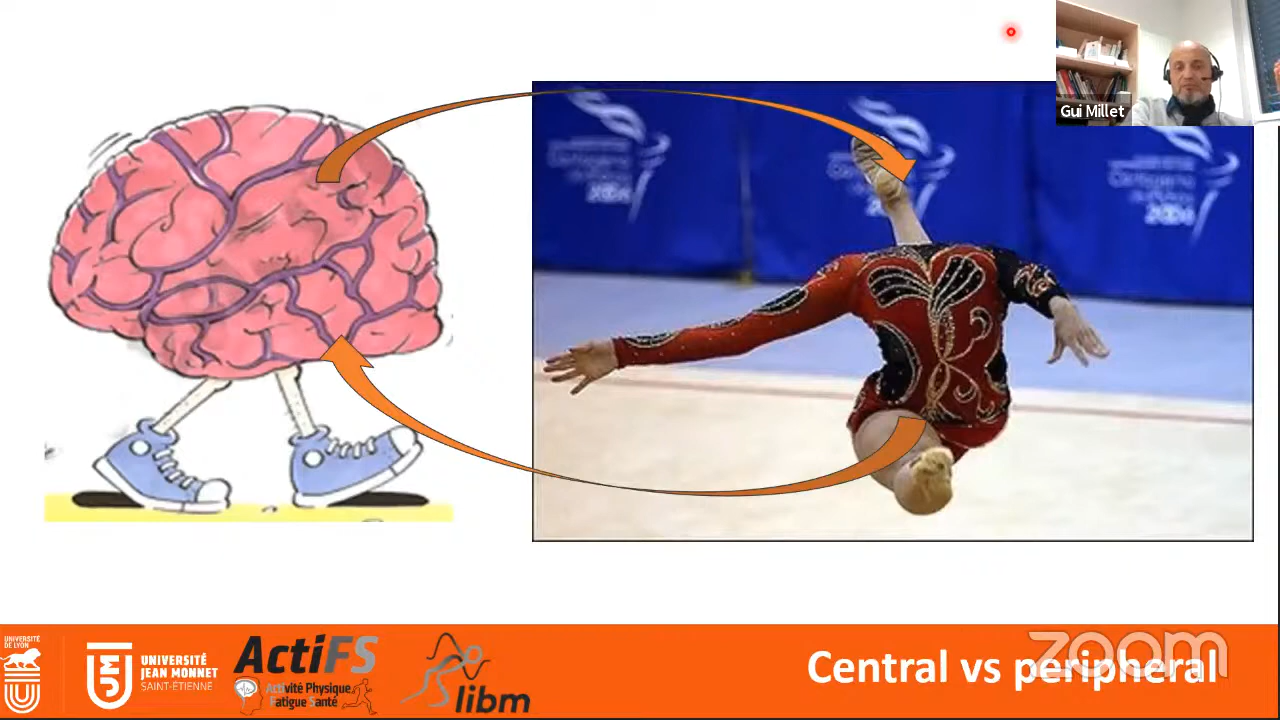 Gui Millet
2006
UNIVERSITÉ
DE LYON
UNIVERSITÉ
JEAN MONNET
SAINT-ÉTIENNE
ActiFS
Activité Physique
Fatigue Santé
libm
Central vs peripheral
zoom